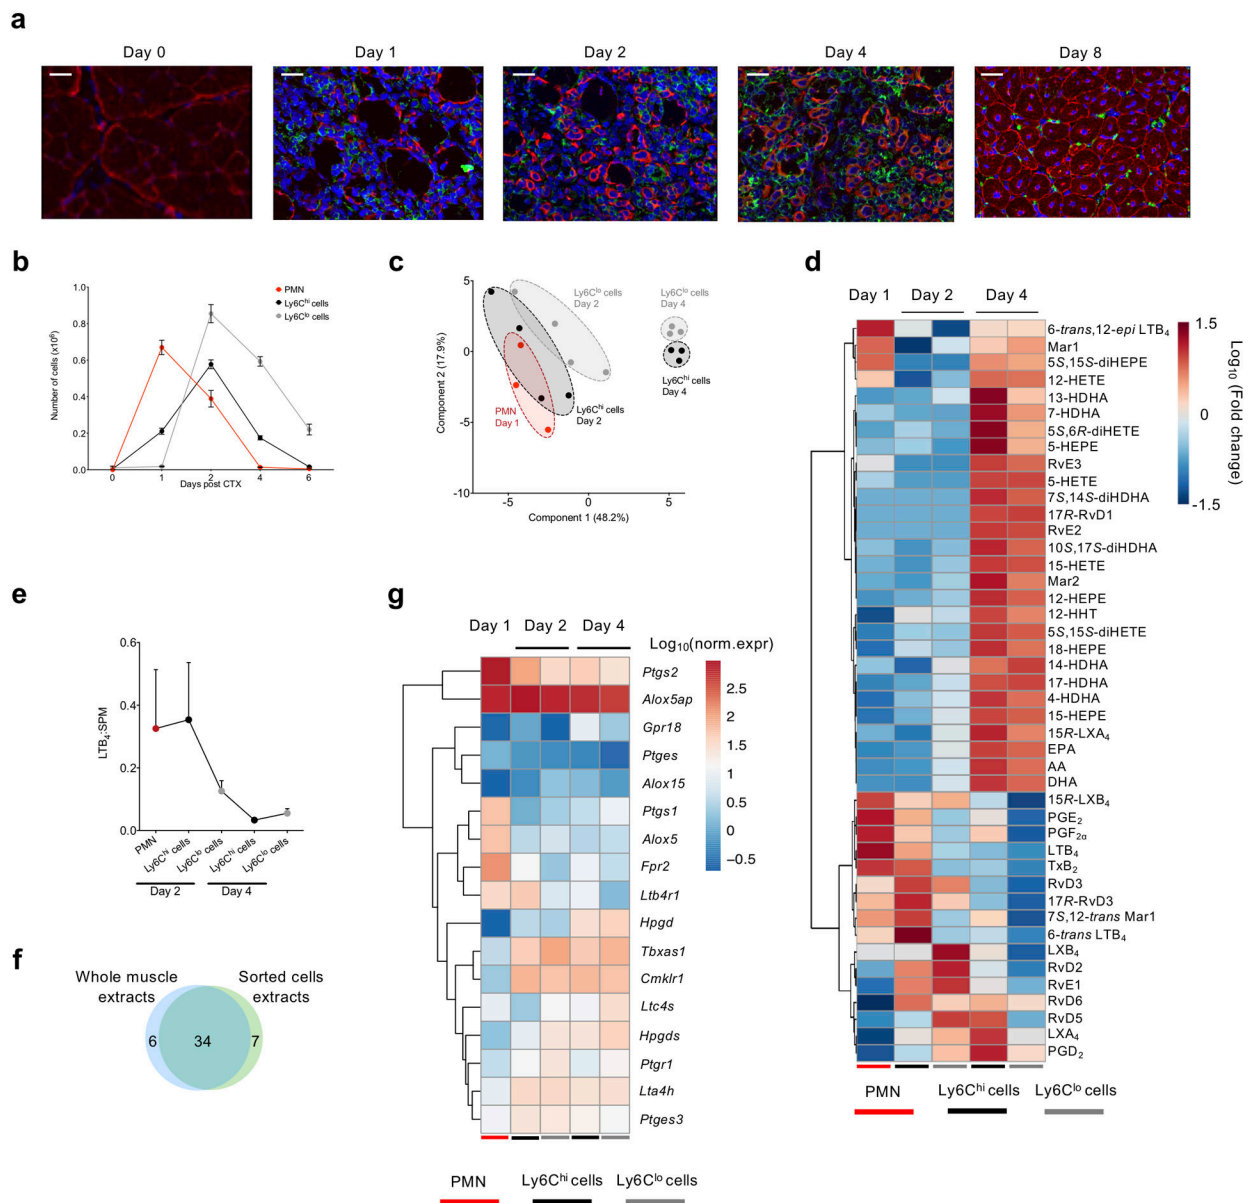 a
Day 0
Day 1
Day 2
Day 4
Day 8
b
PMN
Ly6Chi cells
Ly6Clo cells
Number of cells (x10⁶)
1.0
0.8
0.6
0.4
0.2
0.0
0
1
2
4
6
Days post CTX
c
5
0
-5
-10
Component 2 (17.9%)
-5
0
5
Component 1 (48.2%)
Ly6Clo cells
Day 2
Ly6Clo cells
Day 4
Ly6Chi cells
Day 4
Ly6Chi cells
Day 2
PMN
Day 1
d
Day 1
Day 2
Day 4
6-trans,12-epi LTB₄
Mar1
5S,15S-diHEPE
12-HETE
13-HDHA
7-HDHA
5S,6R-diHETE
5-HEPE
RvE3
5-HETE
7S,14S-diHDHA
17R-RvD1
RvE2
10S,17S-diHDHA
15-HETE
Mar2
12-HEPE
12-HHT
5S,15S-diHETE
18-HEPE
14-HDHA
17-HDHA
4-HDHA
15-HEPE
15R-LXA₄
EPA
AA
DHA
15R-LXB₄
PGE₂
PGF₂α
LTB₄
TxB₂
RvD3
17R-RvD3
7S,12-trans Mar1
6-trans LTB₄
LXB₄
RvD2
RvE1
RvD6
RvD5
LXA₄
PGD₂
1.5
0
-1.5
Log₁₀ (Fold change)
PMN
Ly6Chi cells
Ly6Clo cells
e
LTB₄:SPM
0.6
0.4
0.2
0.0
PMN
Ly6Chi cells
Ly6Clo cells
Ly6Chi cells
Ly6Clo cells
Day 2
Day 4
f
Whole muscle
extracts
Sorted cells
extracts
6
34
7
g
Day 1
Day 2
Day 4
Log₁₀(norm.expr)
2.5
2
1.5
1
0.5
0
−0.5
Ptgs2
Alox5ap
Gpr18
Ptges
Alox15
Ptgs1
Alox5
Fpr2
Ltb4r1
Hpgd
Tbxas1
Cmklr1
Ltc4s
Hpgds
Ptgr1
Lta4h
Ptges3
PMN
Ly6Chi cells
Ly6Clo cells